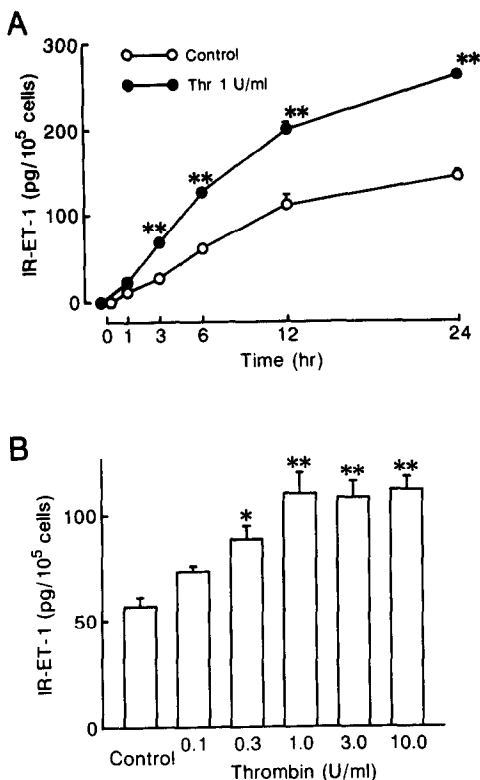 A
300
200
100
0
IR-ET-1 (pg/10⁵ cells)
Control
Thr 1 U/ml
**
**
**
**
0 1 3 6 12 24
Time (hr)
B
100
50
0
IR-ET-1 (pg/10⁵ cells)
*
**
**
**
Control 0.1 0.3 1.0 3.0 10.0
Thrombin (U/ml)